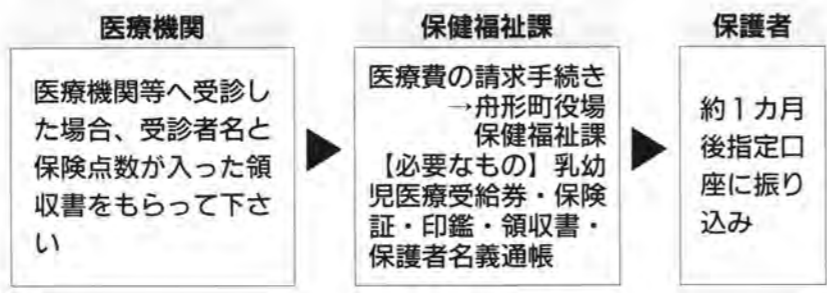 医療機関
医療機関等へ受診し
た場合、受診者名と
保険点数が入った領
収書をもらって下さ
い
▶
保健福祉課
医療費の請求手続き
→舟形町役場
保健福祉課
【必要なもの】乳幼
児医療受給券・保険
証・印鑑・領収書・
保護者名義通帳
▶
保護者
約1カ月
後指定口
座に振り
込み